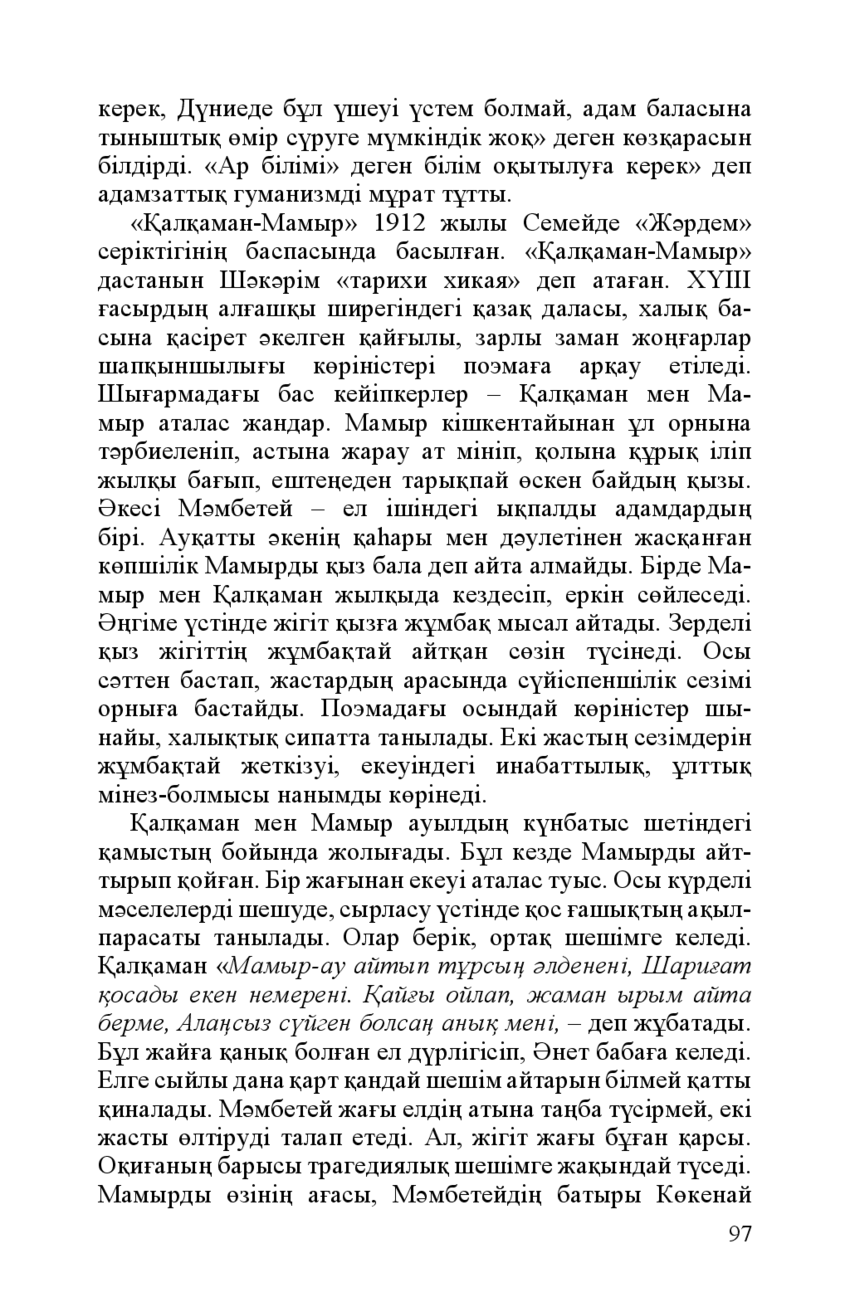 керек, Дүниеде бұл үшеуі үстем болмай, адам баласына
тыныштық өмір сүруге мүмкіндік жоқ» деген көзқарасын
білдірді. «Ар білімі» деген білім оқытылуға керек» деп
адамзаттық гуманизмді мұрат тұтты.
«Қалқаман-Мамыр» 1912 жылы Семейде «Жәрдем»
серіктігінің баспасында басылған. «Қалқаман-Мамыр»
дастанын Шәкәрім «тарихи хикая» деп атаған. ХҮІІІ
ғасырдың алғашқы ширегіндегі қазақ даласы, халық ба-
сына қасірет әкелген қайғылы, зарлы заман жоңғарлар
шапқыншылығы көріністері поэмаға арқау етіледі.
Шығармадағы бас кейіпкерлер – Қалқаман мен Ма-
мыр аталас жандар. Мамыр кішкентайынан ұл орнына
тәрбиеленіп, астына жарау ат мініп, қолына құрық іліп
жылқы бағып, ештеңеден тарықпай өскен байдың қызы.
Әкесі Мәмбетей – ел ішіндегі ықпалды адамдардың
бірі. Ауқатты әкенің қаһары мен дәулетінен жасқанған
көпшілік Мамырды қыз бала деп айта алмайды. Бірде Ма-
мыр мен Қалқаман жылқыда кездесіп, еркін сөйлеседі.
Әңгіме үстінде жігіт қызға жұмбақ мысал айтады. Зерделі
қыз жігіттің жұмбақтай айтқан сөзін түсінеді. Осы
сәттен бастап, жастардың арасында сүйіспеншілік сезімі
орныға бастайды. Поэмадағы осындай көріністер шы-
найы, халықтық сипатта танылады. Екі жастың сезімдерін
жұмбақтай жеткізуі, екеуіндегі инабаттылық, ұлттық
мінез-болмысы нанымды көрінеді.
Қалқаман мен Мамыр ауылдың күнбатыс шетіндегі
қамыстың бойында жолығады. Бұл кезде Мамырды айт-
тырып қойған. Бір жағынан екеуі аталас туыс. Осы күрделі
мәселелерді шешуде, сырласу үстінде қос ғашықтың ақыл-
парасаты танылады. Олар берік, ортақ шешімге келеді.
Қалқаман «Мамыр-ау айтып тұрсың әлденені, Шариғат
қосады екен немерені. Қайғы ойлап, жаман ырым айта
берме, Алаңсыз сүйген болсаң анық мені, – деп жұбатады.
Бұл жайға қанық болған ел дүрлігісіп, Әнет бабаға келеді.
Елге сыйлы дана қарт қандай шешім айтарын білмей қатты
қиналады. Мәмбетей жағы елдің атына таңба түсірмей, екі
жасты өлтіруді талап етеді. Ал, жігіт жағы бұған қарсы.
Оқиғаның барысы трагедиялық шешімге жақындай түседі.
Мамырды өзінің ағасы, Мәмбетейдің батыры Көкенай
97